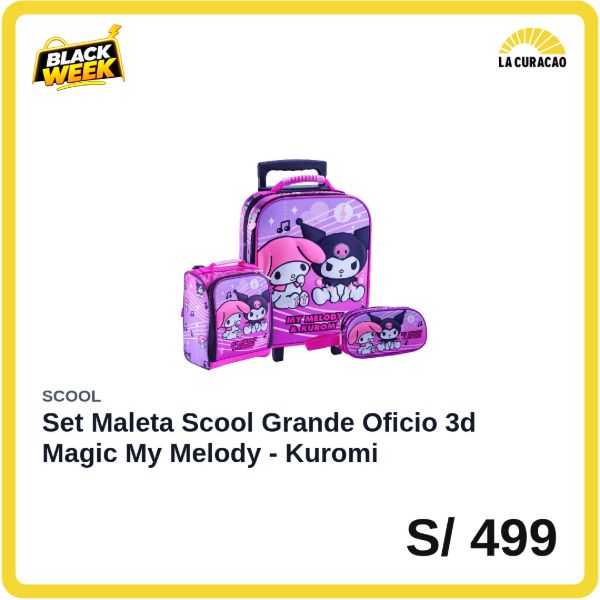 BLACK
WEEK
LA CURACAO
MY MELODY
& KUROMI
SCOOL
Set Maleta Scool Grande Oficio 3d
Magic My Melody - Kuromi
S/ 499